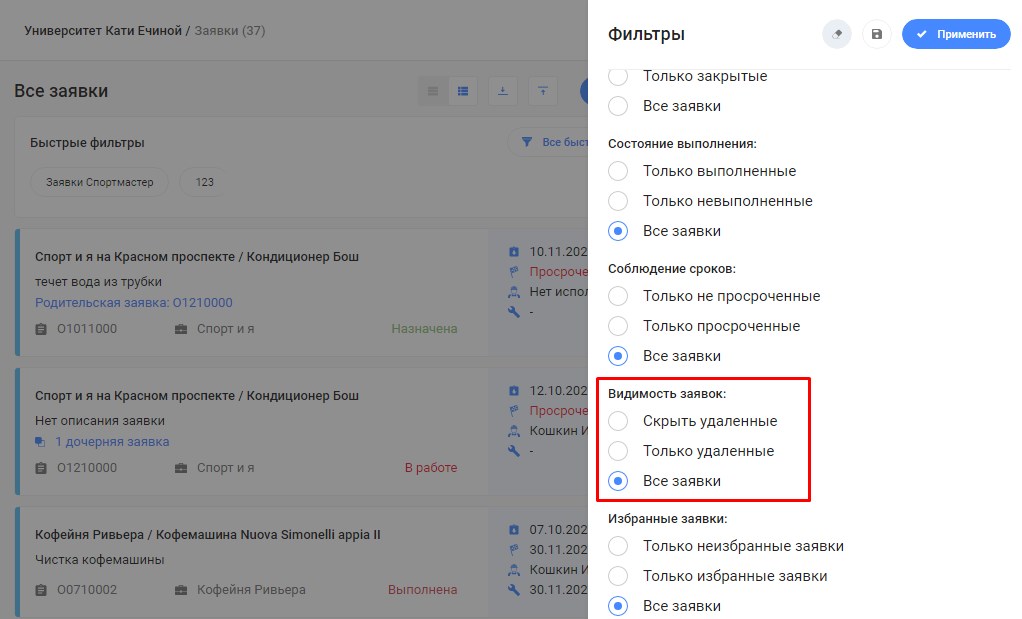 Университет Кати Ечиной / Заявки (37)
Все заявки
Быстрые фильтры
Все быст
Заявки Спортмастер
123
Спорт и я на Красном проспекте / Кондиционер Бош
течет вода из трубки
Родительская заявка: O1210000
O1011000
Спорт и я
Назначена
10.11.202
Просроче
Нет испол
-
Спорт и я на Красном проспекте / Кондиционер Бош
Нет описания заявки
1 дочерняя заявка
O1210000
Спорт и я
В работе
12.10.202
Просроче
Кошкин И
-
Кофейня Ривьера / Кофемашина Nuova Simonelli appia II
Чистка кофемашины
O0710002
Кофейня Ривьера
Выполнена
07.10.202
30.11.202
Кошкин И
30.11.202
Фильтры
Применить
Только закрытые
Все заявки
Состояние выполнения:
Только выполненные
Только невыполненные
Все заявки
Соблюдение сроков:
Только не просроченные
Только просроченные
Все заявки
Видимость заявок:
Скрыть удаленные
Только удаленные
Все заявки
Избранные заявки:
Только неизбранные заявки
Только избранные заявки
Все заявки